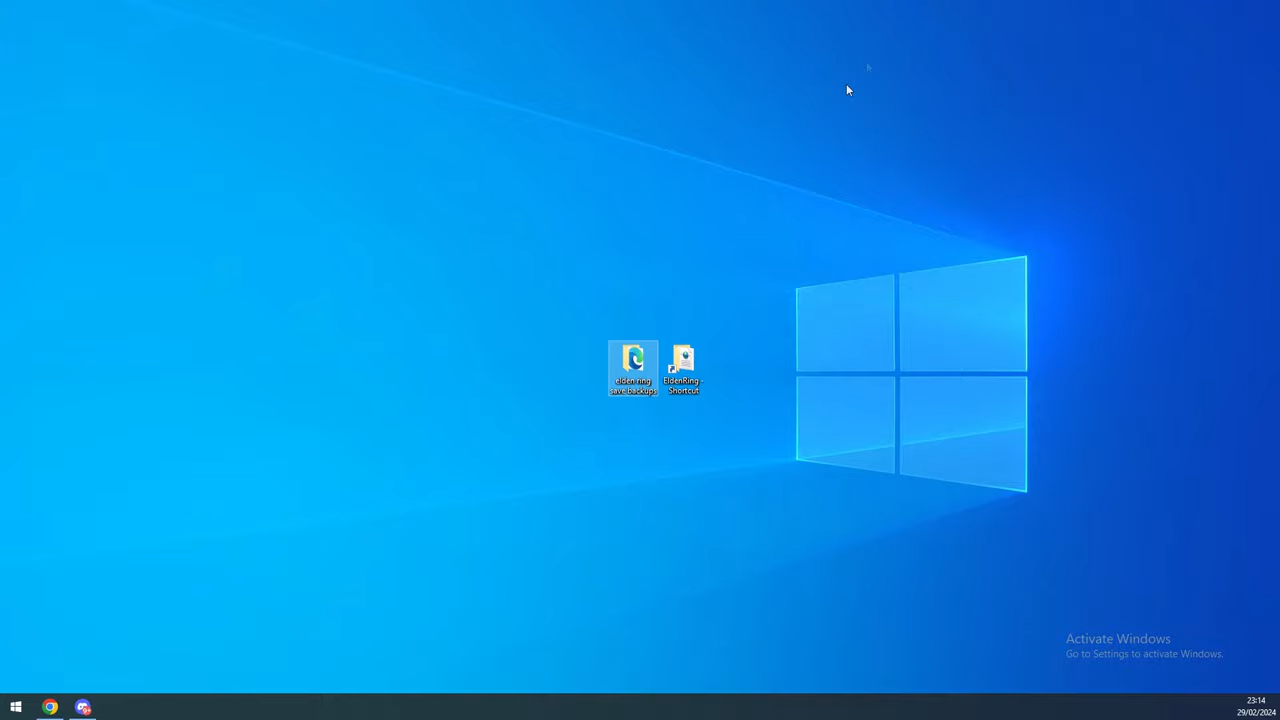 elden ring
save backups
EldenRing -
Shortcut
Activate Windows
Go to Settings to activate Windows.
23:14
29/02/2024